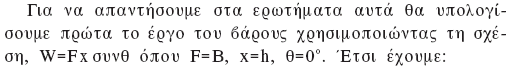 Για να απαντήσουμε στα ερωτήματα αυτά θα υπολογί-
σουμε πρώτα το έργο του βάρους χρησιμοποιώντας τη σχέ-
ση, W=Fx συνθ όπου F=B, x=h, θ=0°. Έτσι έχουμε: